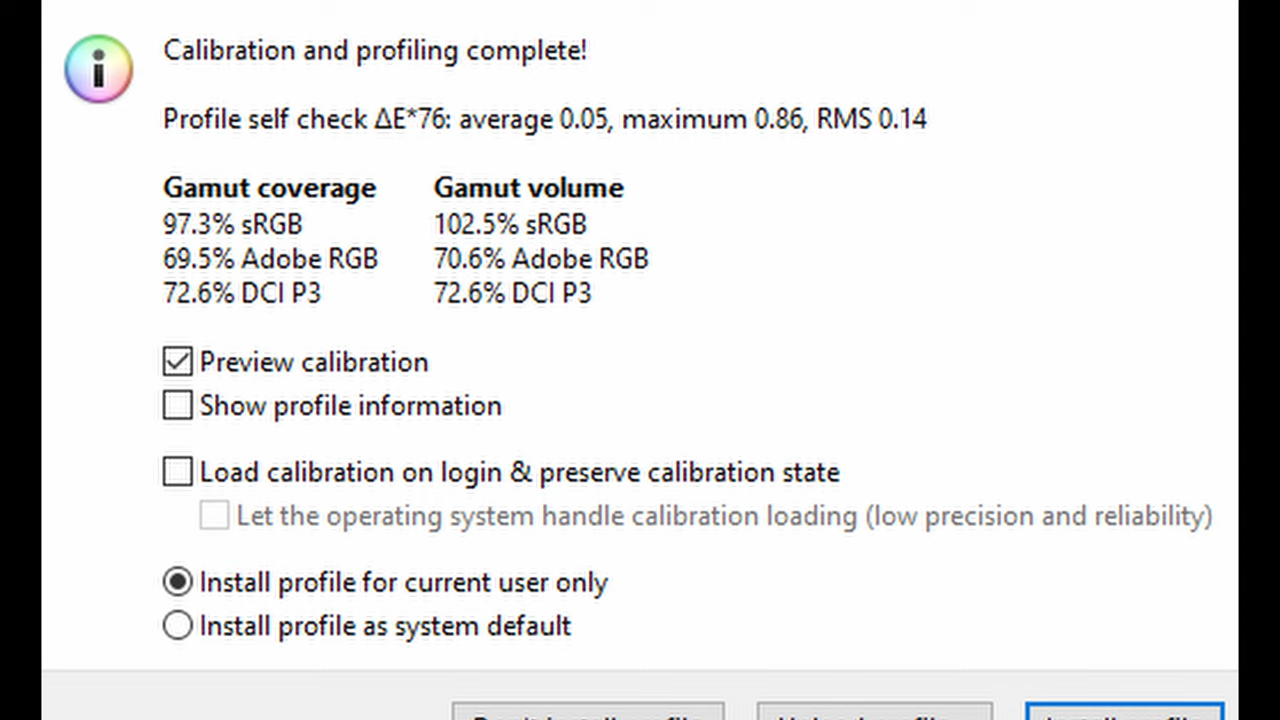 Calibration and profiling complete!
Profile self check ΔE*76: average 0.05, maximum 0.86, RMS 0.14
Gamut coverage Gamut volume
97.3% sRGB 102.5% sRGB
69.5% Adobe RGB 70.6% Adobe RGB
72.6% DCI P3 72.6% DCI P3
Preview calibration
Show profile information
Load calibration on login & preserve calibration state
Let the operating system handle calibration loading (low precision and reliability)
Install profile for current user only
Install profile as system default